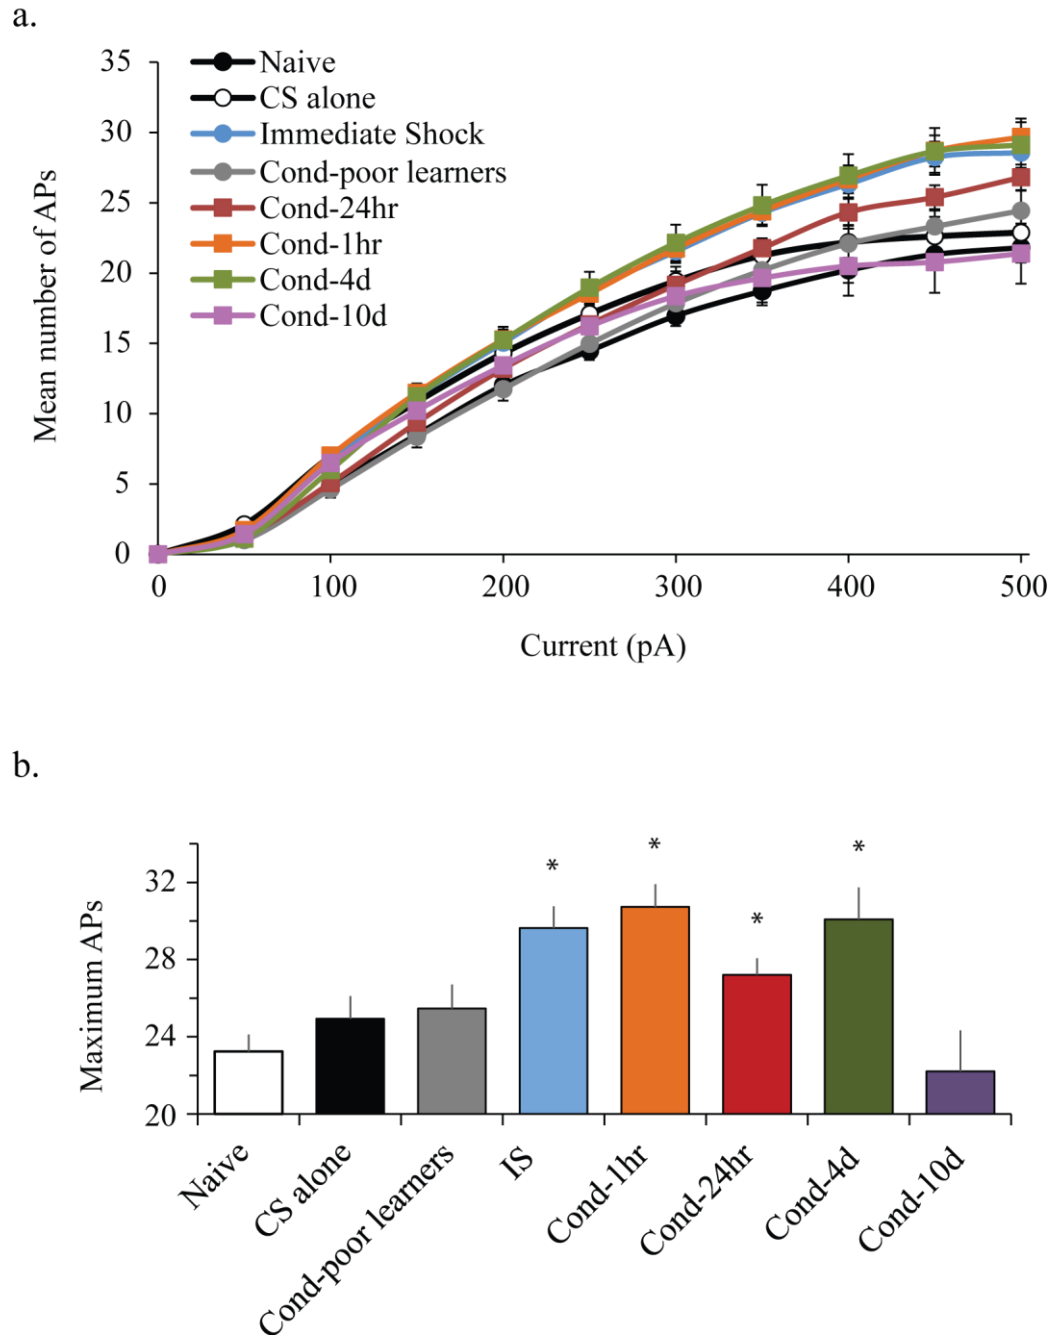 a.
35
30
25
20
15
10
5
0
Mean number of APs
Naive
CS alone
Immediate Shock
Cond-poor learners
Cond-24hr
Cond-1hr
Cond-4d
Cond-10d
0 100 200 300 400 500
Current (pA)
b.
32
28
24
20
Maximum APs
* * * *
Naive
CS alone
Cond-poor learners
IS
Cond-1hr
Cond-24hr
Cond-4d
Cond-10d